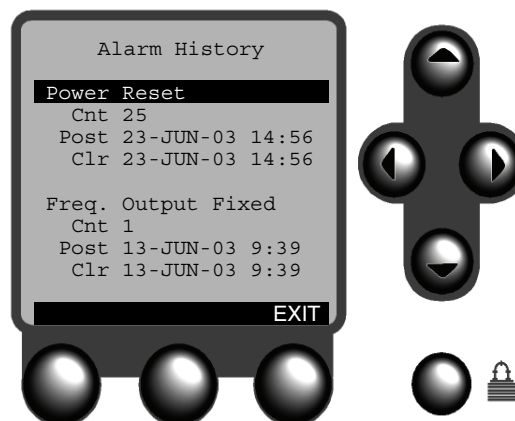 Alarm History
Power Reset
Cnt 25
Post 23-JUN-03 14:56
Clr 23-JUN-03 14:56
Freq. Output Fixed
Cnt 1
Post 13-JUN-03 9:39
Clr 13-JUN-03 9:39
EXIT